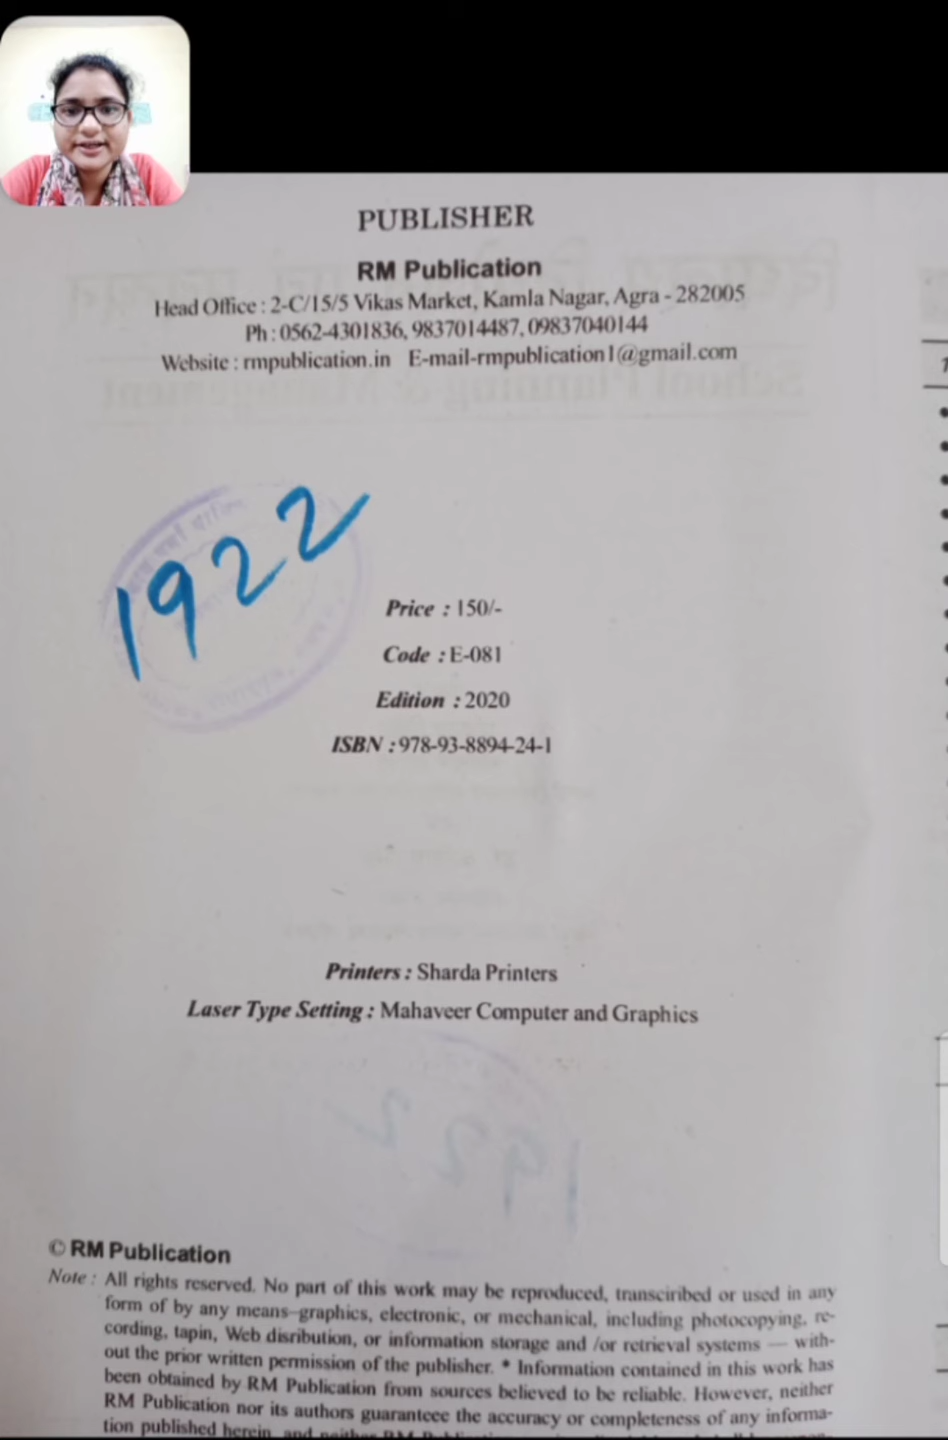 PUBLISHER
RM Publication
Head Office : 2-C/15/5 Vikas Market, Kamla Nagar, Agra - 282005
Ph : 0562-4301836, 9837014487, 09837040144
Website : rmpublication.in E-mail-rmpublication1@gmail.com
1922
Price : 150/-
Code : E-081
Edition : 2020
ISBN : 978-93-8894-24-1
Printers : Sharda Printers
Laser Type Setting : Mahaveer Computer and Graphics
© RM Publication
Note : All rights reserved. No part of this work may be reproduced, transciribed or used in any
form of by any means–graphics, electronic, or mechanical, including photocopying, re-
cording, tapin, Web disribution, or information storage and /or retrieval systems — with-
out the prior written permission of the publisher. * Information contained in this work has
been obtained by RM Publication from sources believed to be reliable. However, neither
RM Publication nor its authors guaranteee the accuracy or completeness of any informa-
tion published herein, and neither RM